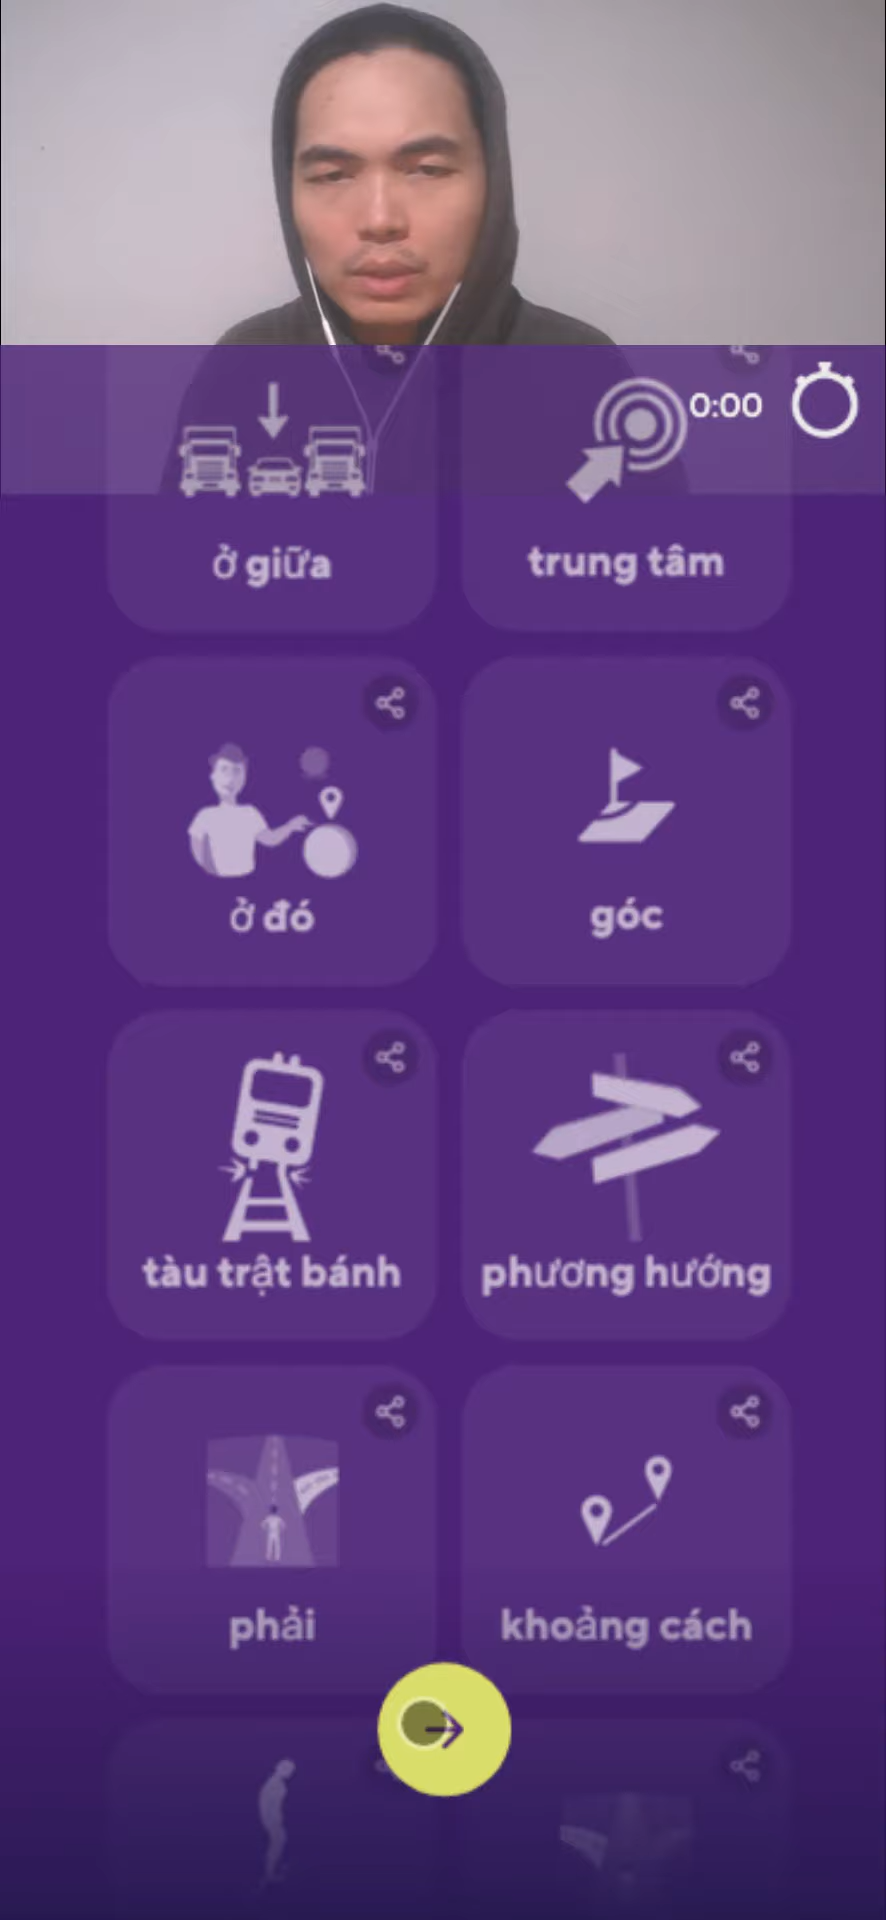 0:00
ở giữa
trung tâm
ở đó
góc
tàu trật bánh
phương hướng
phải
khoảng cách